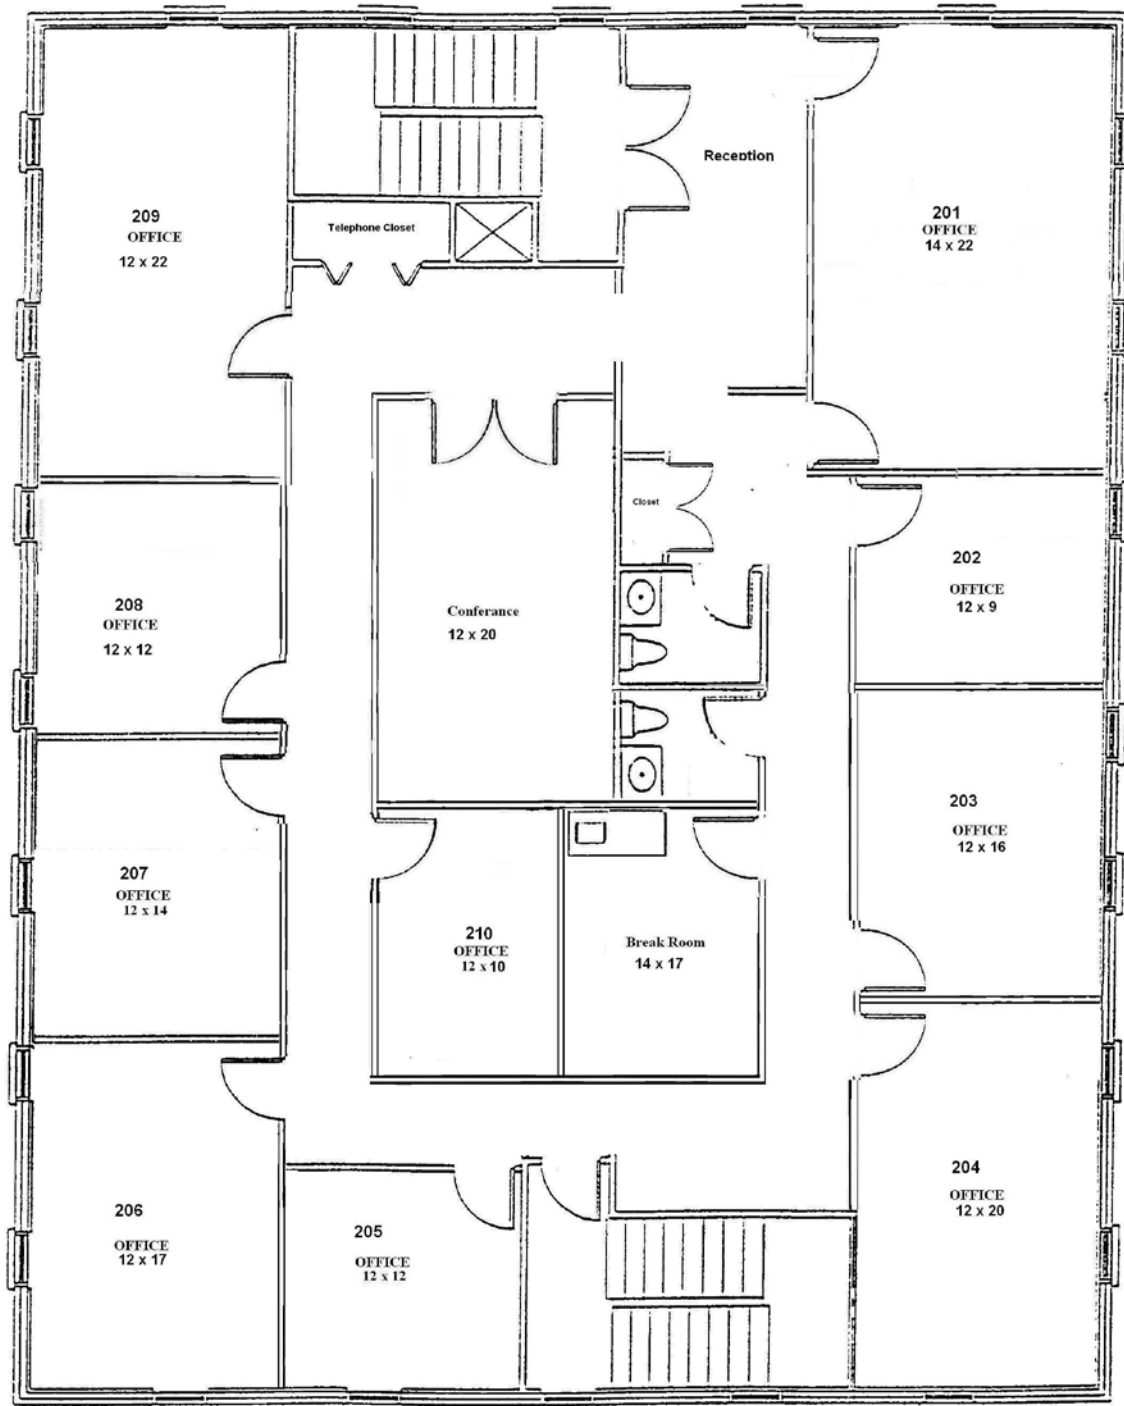 Reception
209
OFFICE
12 x 22
Telephone Closet
201
OFFICE
14 x 22
Closet
202
OFFICE
12 x 9
208
OFFICE
12 x 12
Conferance
12 x 20
203
OFFICE
12 x 16
207
OFFICE
12 x 14
210
OFFICE
12 x 10
Break Room
14 x 17
204
OFFICE
12 x 20
206
OFFICE
12 x 17
205
OFFICE
12 x 12